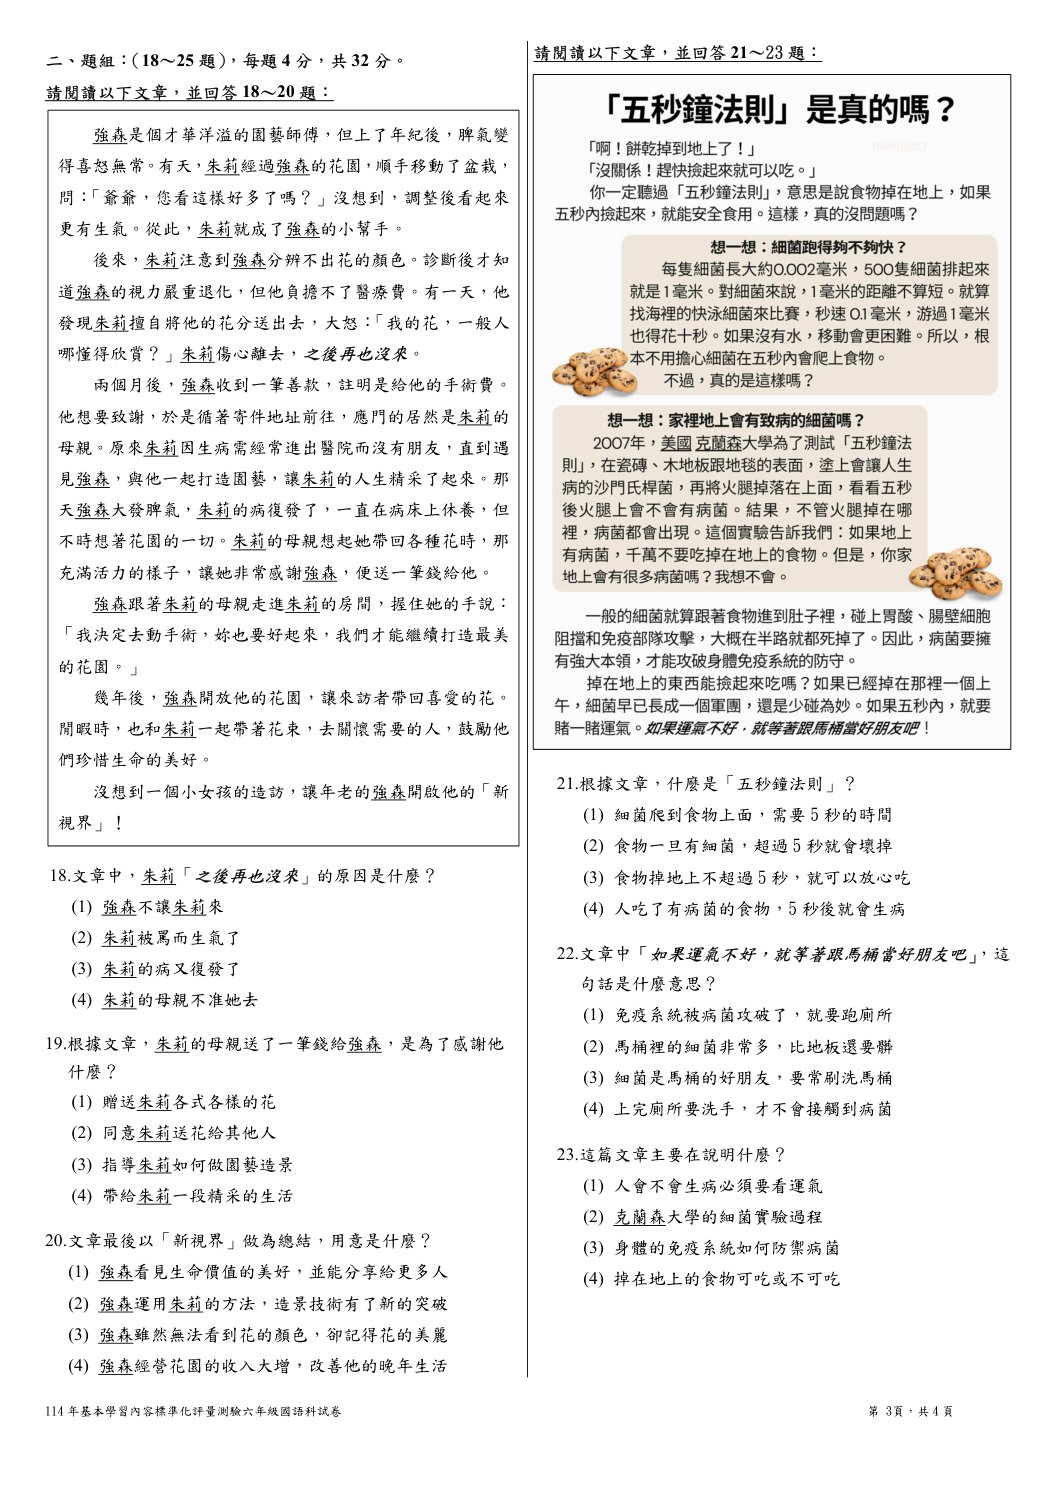 二、題組：(18～25 題)，每題 4 分，共 32 分。
請閱讀以下文章，並回答 18～20 題：
強森是個才華洋溢的園藝師傅，但上了年紀後，脾氣變
得喜怒無常。有天，朱莉經過強森的花園，順手移動了盆栽，
問：「爺爺，您看這樣好多了嗎？」沒想到，調整後看起來
更有生氣。從此，朱莉就成了強森的小幫手。
後來，朱莉注意到強森分辨不出花的顏色。診斷後才知
道強森的視力嚴重退化，但他負擔不了醫療費。有一天，他
發現朱莉擅自將他的花分送出去，大怒：「我的花，一般人
哪懂得欣賞？」朱莉傷心離去，之後再也沒來。
兩個月後，強森收到一筆善款，註明是給他的手術費。
他想要致謝，於是循著寄件地址前往，應門的居然是朱莉的
母親。原來朱莉因生病需經常進出醫院而沒有朋友，直到遇
見強森，與他一起打造園藝，讓朱莉的人生精采了起來。那
天強森大發脾氣，朱莉的病復發了，一直在病床上休養，但
不時想著花園的一切。朱莉的母親想起她帶回各種花時，那
充滿活力的樣子，讓她非常感謝強森，便送一筆錢給他。
強森跟著朱莉的母親走進朱莉的房間，握住她的手說：
「我決定去動手術，妳也要好起來，我們才能繼續打造最美
的花園。」
幾年後，強森開放他的花園，讓來訪者帶回喜愛的花。
閒暇時，也和朱莉一起帶著花束，去關懷需要的人，鼓勵他
們珍惜生命的美好。
沒想到一個小女孩的造訪，讓年老的強森開啟他的「新
視界」！
18.文章中，朱莉「之後再也沒來」的原因是什麼？
(1) 強森不讓朱莉來
(2) 朱莉被罵而生氣了
(3) 朱莉的病又復發了
(4) 朱莉的母親不准她去
19.根據文章，朱莉的母親送了一筆錢給強森，是為了感謝他
什麼？
(1) 贈送朱莉各式各樣的花
(2) 同意朱莉送花給其他人
(3) 指導朱莉如何做園藝造景
(4) 帶給朱莉一段精采的生活
20.文章最後以「新視界」做為總結，用意是什麼？
(1) 強森看見生命價值的美好，並能分享給更多人
(2) 強森運用朱莉的方法，造景技術有了新的突破
(3) 強森雖然無法看到花的顏色，卻記得花的美麗
(4) 強森經營花園的收入大增，改善他的晚年生活
請閱讀以下文章，並回答 21～23 題：
「五秒鐘法則」是真的嗎？
RIMBERIO
「啊！餅乾掉到地上了！」
「沒關係！趕快撿起來就可以吃。」
你一定聽過「五秒鐘法則」，意思是說食物掉在地上，如果
五秒內撿起來，就能安全食用。這樣，真的沒問題嗎？
想一想：細菌跑得夠不夠快？
每隻細菌長大約0.002毫米，500隻細菌排起來
就是1毫米。對細菌來說，1毫米的距離不算短。就算
找海裡的快泳細菌來比賽，秒速 0.1毫米，游過1毫米
也得花十秒。如果沒有水，移動會更困難。所以，根
本不用擔心細菌在五秒內會爬上食物。
不過，真的是這樣嗎？
想一想：家裡地上會有致病的細菌嗎？
2007年，美國 克蘭森大學為了測試「五秒鐘法
則」，在瓷磚、木地板跟地毯的表面，塗上會讓人生
病的沙門氏桿菌，再將火腿掉落在上面，看看五秒
後火腿上會不會有病菌。結果，不管火腿掉在哪
裡，病菌都會出現。這個實驗告訴我們：如果地上
有病菌，千萬不要吃掉在地上的食物。但是，你家
地上會有很多病菌嗎？我想不會。
一般的細菌就算跟著食物進到肚子裡，碰上胃酸、腸壁細胞
阻擋和免疫部隊攻擊，大概在半路就都死掉了。因此，病菌要擁
有強大本領，才能攻破身體免疫系統的防守。
掉在地上的東西能撿起來吃嗎？如果已經掉在那裡一個上
午，細菌早已長成一個軍團，還是少碰為妙。如果五秒內，就要
賭一賭運氣。如果運氣不好，就等著跟馬桶當好朋友吧！
21.根據文章，什麼是「五秒鐘法則」？
(1) 細菌爬到食物上面，需要 5 秒的時間
(2) 食物一旦有細菌，超過 5 秒就會壞掉
(3) 食物掉地上不超過 5 秒，就可以放心吃
(4) 人吃了有病菌的食物，5 秒後就會生病
22.文章中「如果運氣不好，就等著跟馬桶當好朋友吧」，這
句話是什麼意思？
(1) 免疫系統被病菌攻破了，就要跑廁所
(2) 馬桶裡的細菌非常多，比地板還要髒
(3) 細菌是馬桶的好朋友，要常刷洗馬桶
(4) 上完廁所要洗手，才不會接觸到病菌
23.這篇文章主要在說明什麼？
(1) 人會不會生病必須要看運氣
(2) 克蘭森大學的細菌實驗過程
(3) 身體的免疫系統如何防禦病菌
(4) 掉在地上的食物可吃或不可吃
114 年基本學習內容標準化評量測驗六年級國語科試卷
第 3頁，共 4 頁